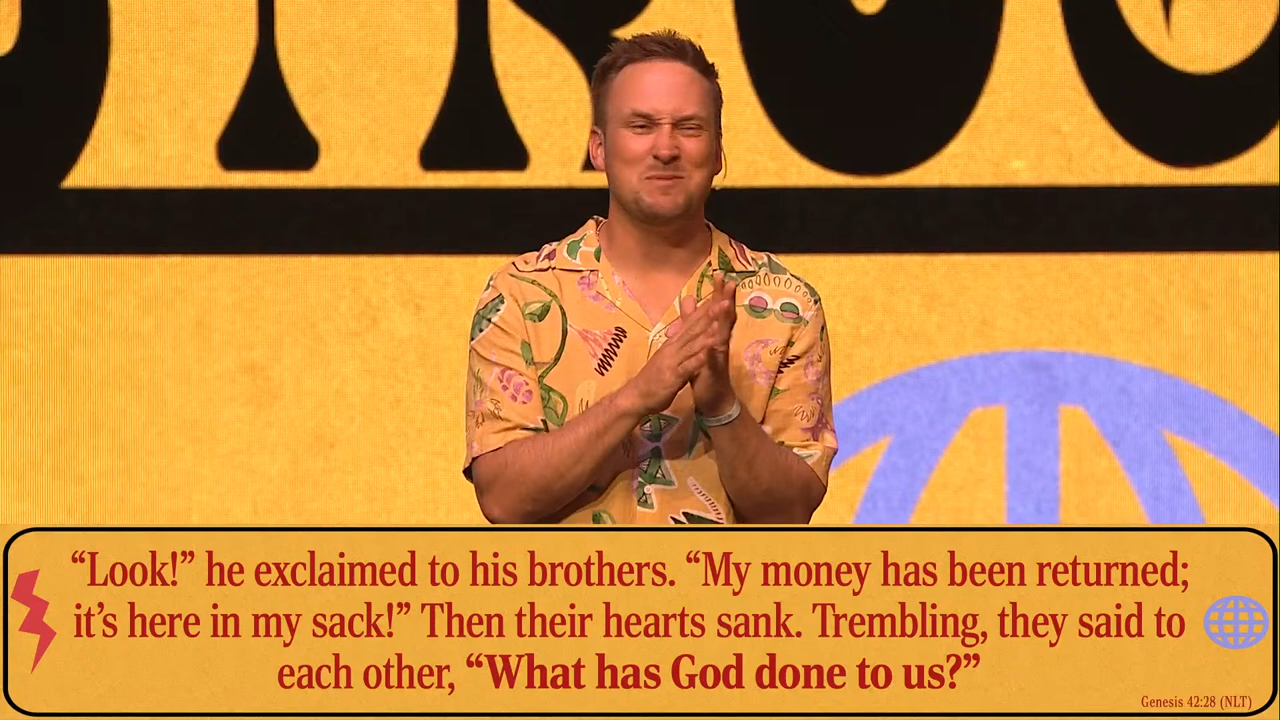 “Look!” he exclaimed to his brothers. “My money has been returned;
it’s here in my sack!” Then their hearts sank. Trembling, they said to
each other, “What has God done to us?”
Genesis 42:28 (NLT)